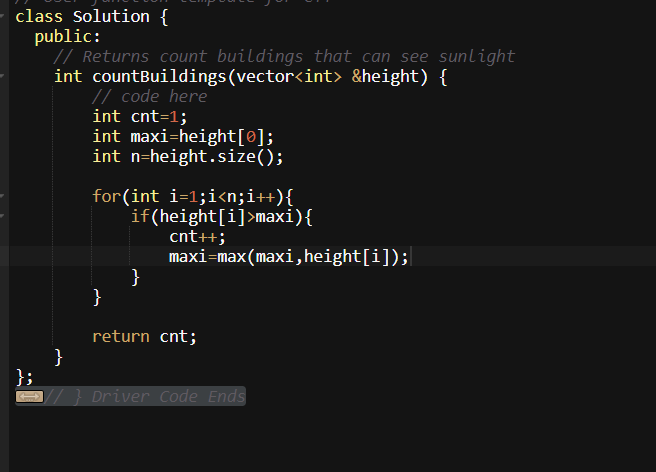 // User function template for C++
class Solution {
  public:
    // Returns count buildings that can see sunlight
    int countBuildings(vector<int> &height) {
        // code here
        int cnt=1;
        int maxi=height[0];
        int n=height.size();
        for(int i=1;i<n;i++){
            if(height[i]>maxi){
                cnt++;
                maxi=max(maxi,height[i]);
            }
        }
        return cnt;
    }
};
// } Driver Code Ends